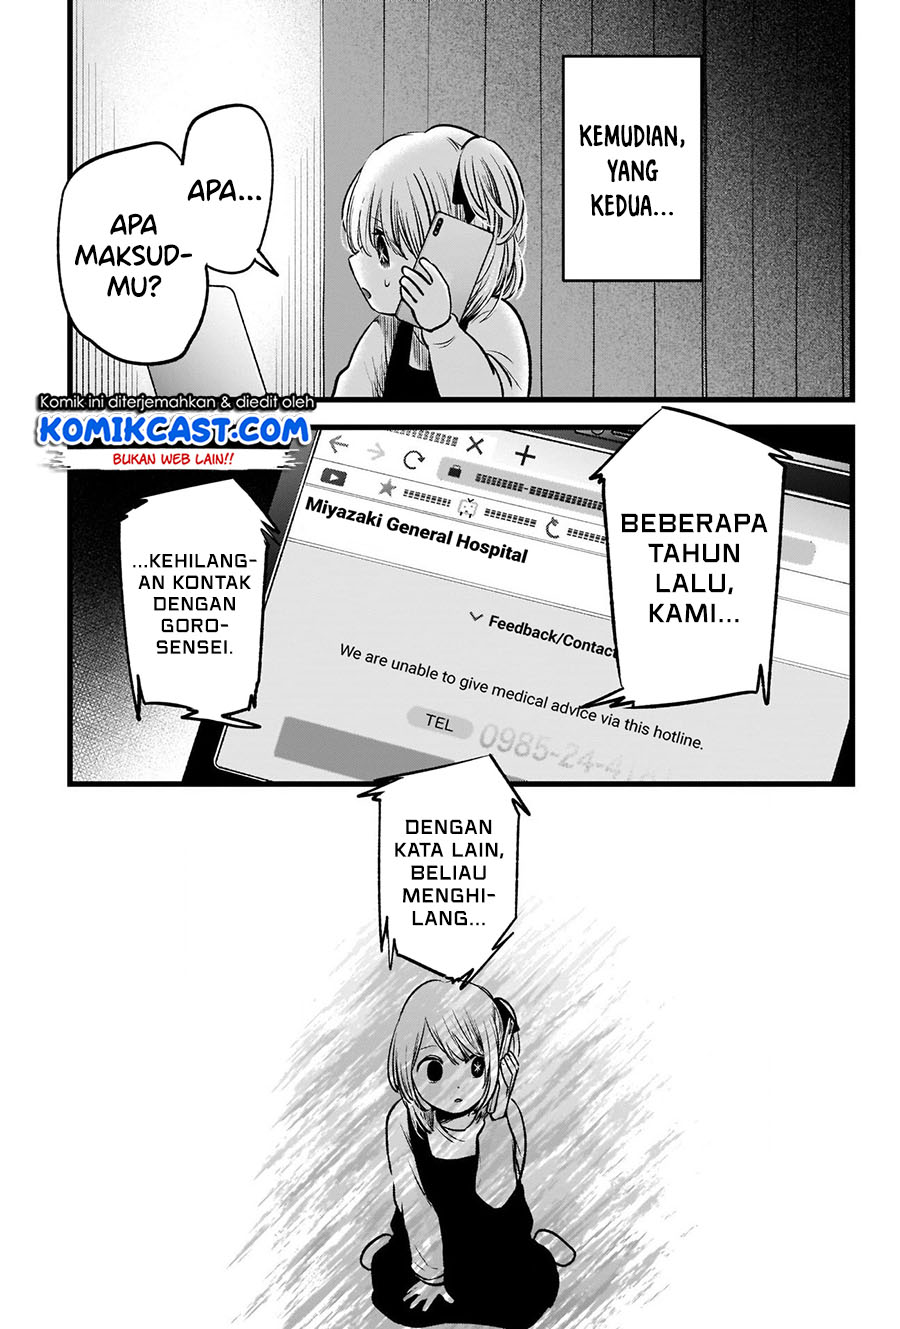 KEMUDIAN,
YANG
KEDUA...
APA...
APA
MAKSUD-
MU?
Komik ini diterjemahkan & diedit oleh
KOMIKCAST.COM
BUKAN WEB LAIN!!
BEBERAPA
TAHUN
LALU,
KAMI...
Miyazaki General Hospital
Feedback/Contact
We are unable to give medical advice via this hotline.
TEL
0985-24-
...KEHILANG-
AN KONTAK
DENGAN
GORO-
SENSEI.
DENGAN
KATA LAIN,
BELIAU
MENGHI-
LANG...